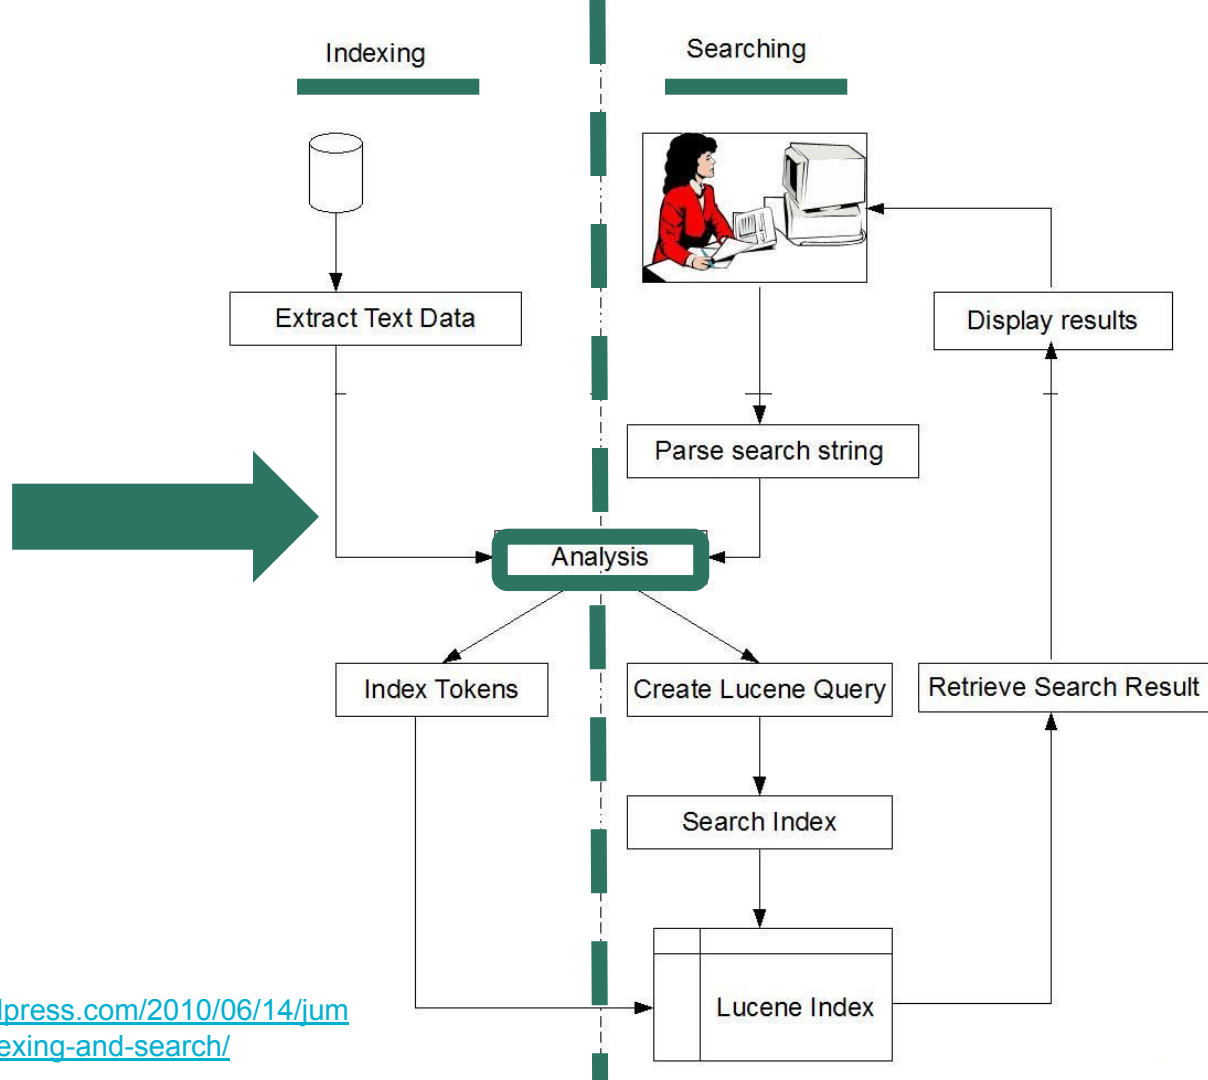 Indexing
Searching
Extract Text Data
Display results
Parse search string
Analysis
Index Tokens
Create Lucene Query
Retrieve Search Result
Search Index
Lucene Index
lpress.com/2010/06/14/jum
exing-and-search/